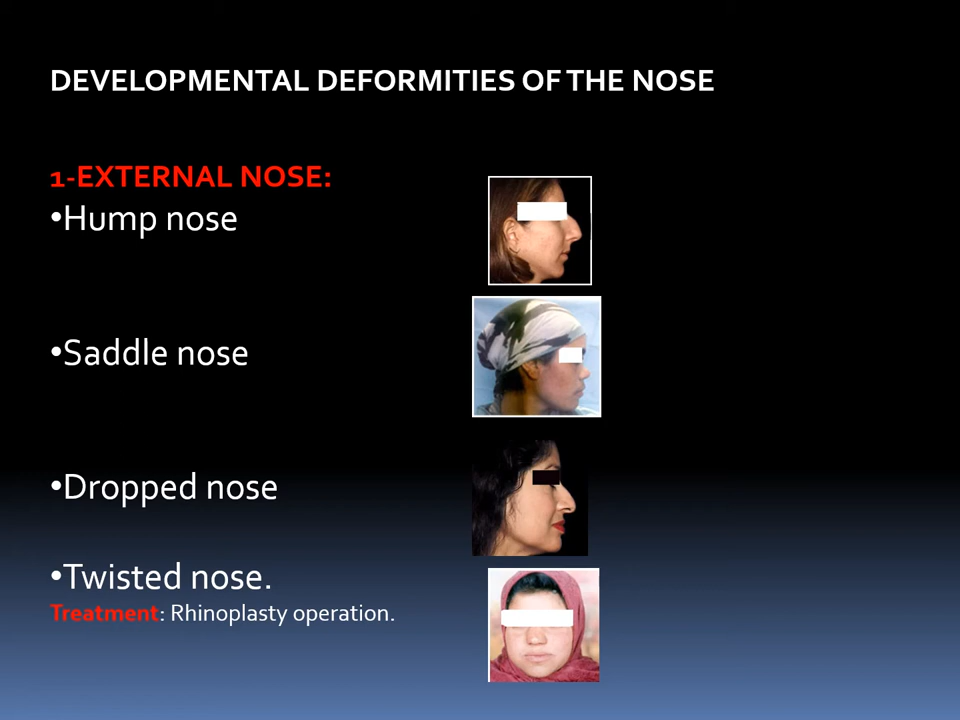 DEVELOPMENTAL DEFORMITIES OF THE NOSE
1-EXTERNAL NOSE:
•Hump nose
•Saddle nose
•Dropped nose
•Twisted nose.
Treatment: Rhinoplasty operation.